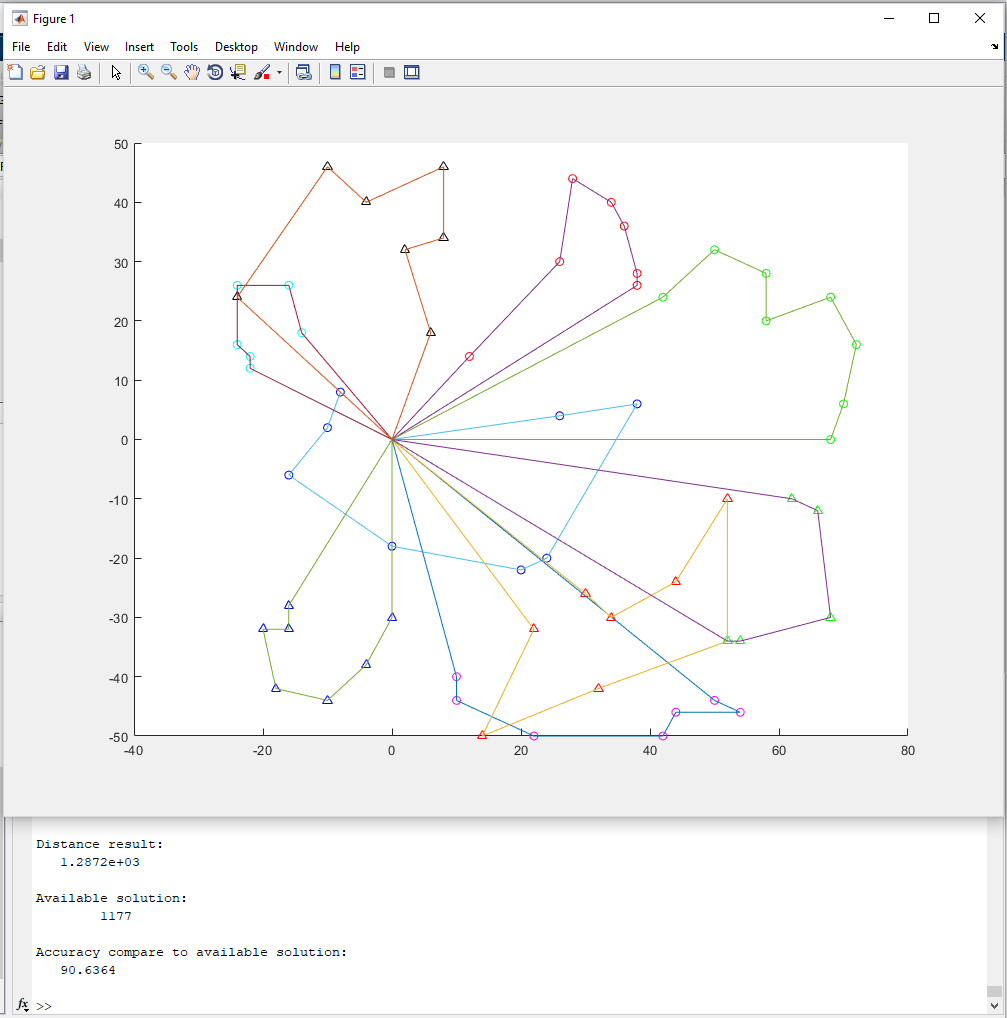 Figure 1
File Edit View Insert Tools Desktop Window Help
50
40
30
20
10
0
-10
-20
-30
-40
-50
-40 -20 0 20 40 60 80
Distance result:
1.2872e+03
Available solution:
1177
Accuracy compare to available solution:
90.6364
fx >>